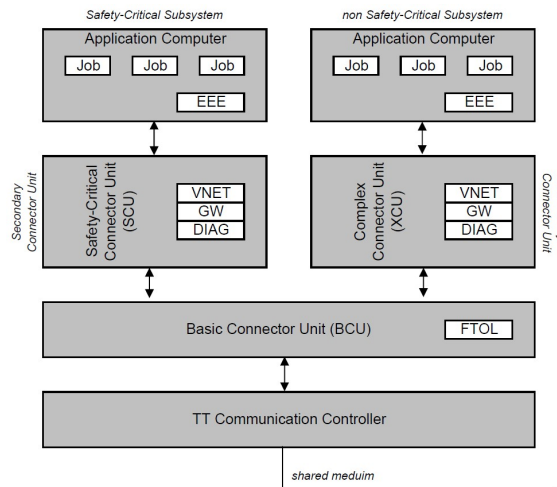 Safety-Critical Subsystem
non Safety-Critical Subsystem
Application Computer
Job Job Job
EEE
Application Computer
Job Job Job
EEE
Secondary
Connector Unit
Safety-Critical
Connector Unit
(SCU)
VNET
GW
DIAG
Complex
Connector Unit
(XCU)
VNET
GW
DIAG
Connector Unit
Basic Connector Unit (BCU)
FTOL
TT Communication Controller
shared meduim